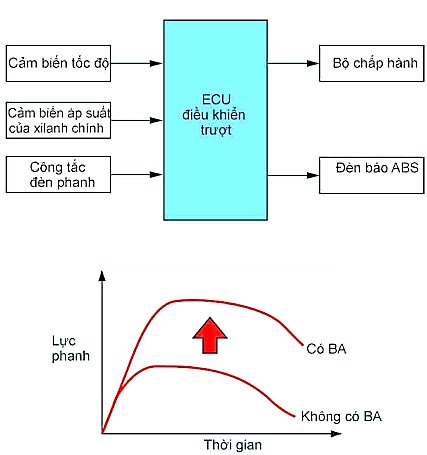 Cảm biến tốc độ
Cảm biến áp suất
của xilanh chính
Công tắc
đèn phanh
ECU
điều khiển
trượt
Bộ chấp hành
Đèn báo ABS
Lực
phanh
Có BA
Không có BA
Thời gian